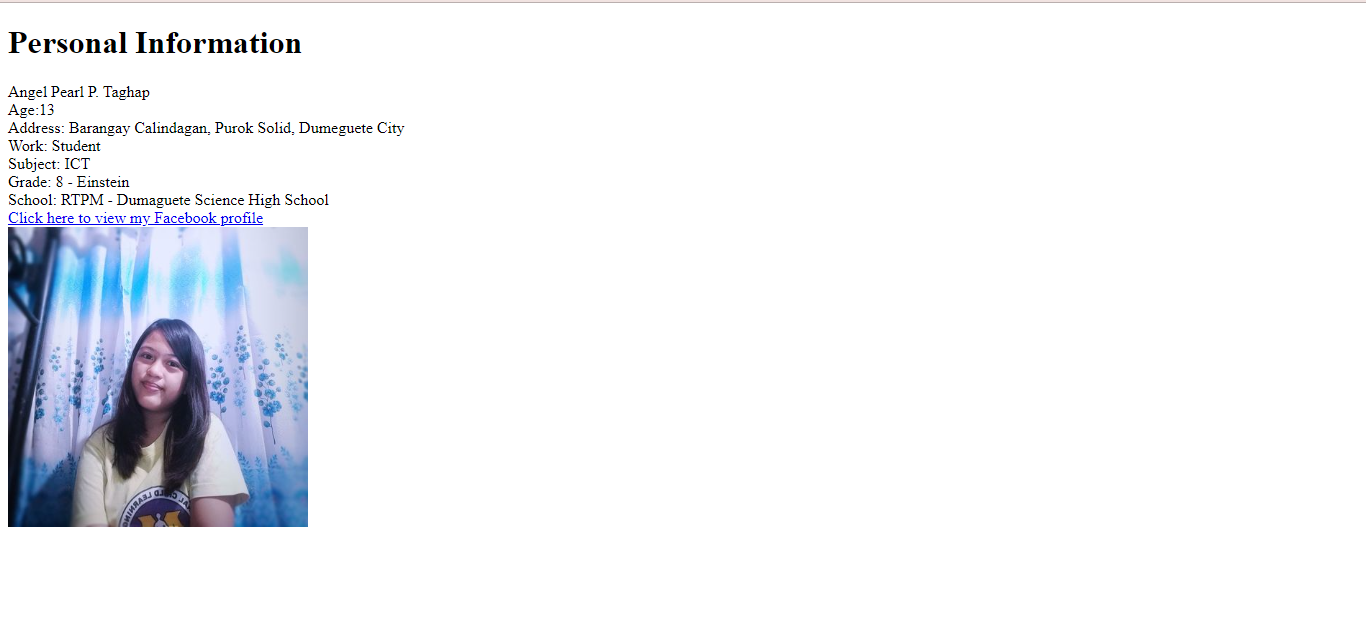 Personal Information
Angel Pearl P. Taghap
Age:13
Address: Barangay Calindagan, Purok Solid, Dumeguete City
Work: Student
Subject: ICT
Grade: 8 - Einstein
School: RTPM - Dumaguete Science High School
Click here to view my Facebook profile